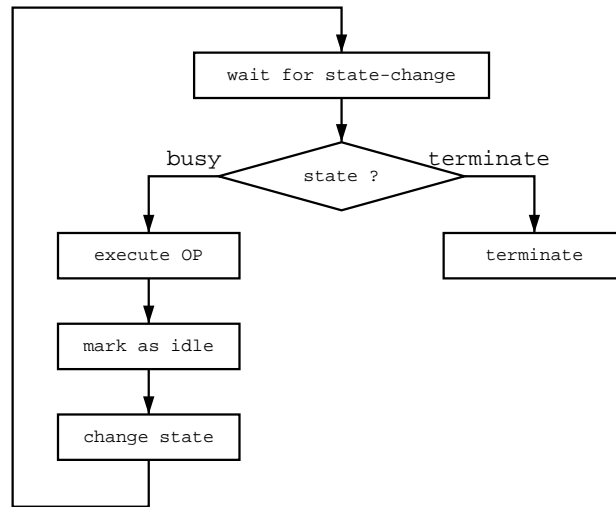 wait for state-change
busy
terminate
state ?
execute OP
terminate
mark as idle
change state